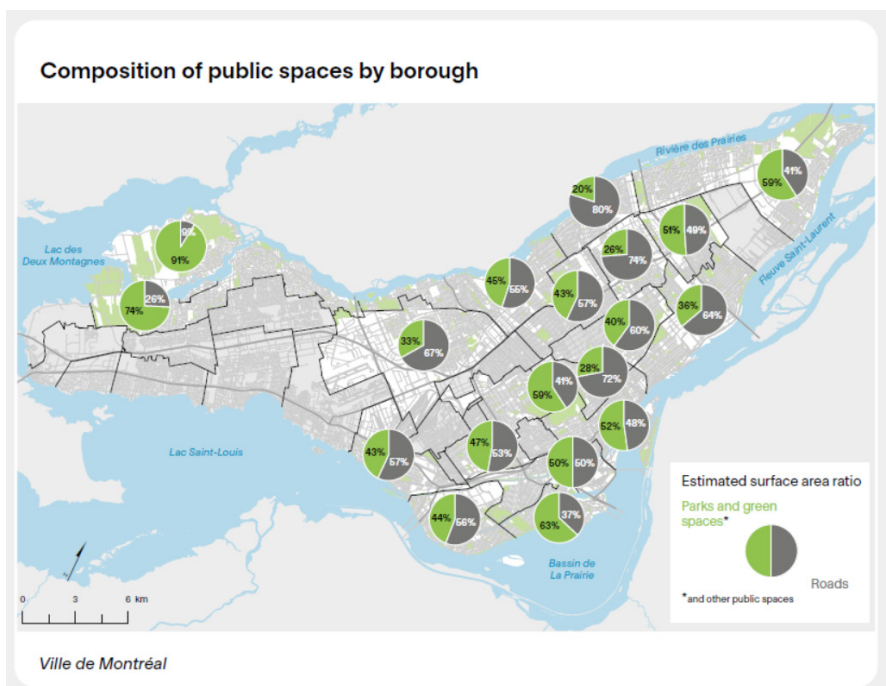 Composition of public spaces by borough
Rivière des Prairies
41%
59%
20%
80%
51%
49%
26%
74%
Lac des
Deux Montagnes
9%
91%
Fleuve Saint-Laurent
45%
55%
43%
57%
26%
74%
36%
64%
40%
60%
33%
67%
28%
72%
41%
59%
52%
48%
Lac Saint-Louis
43%
57%
47%
53%
50%
50%
44%
56%
37%
63%
Bassin de
La Prairie
Estimated surface area ratio
Parks and green
spaces*
Roads
*and other public spaces
0 3 6 km
Ville de Montréal